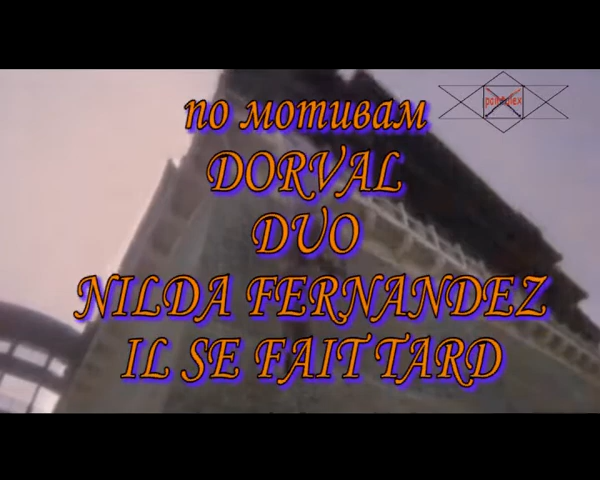 по мотивам
DORVAL
DUO
NILDA FERNANDEZ
IL SE FAIT TARD